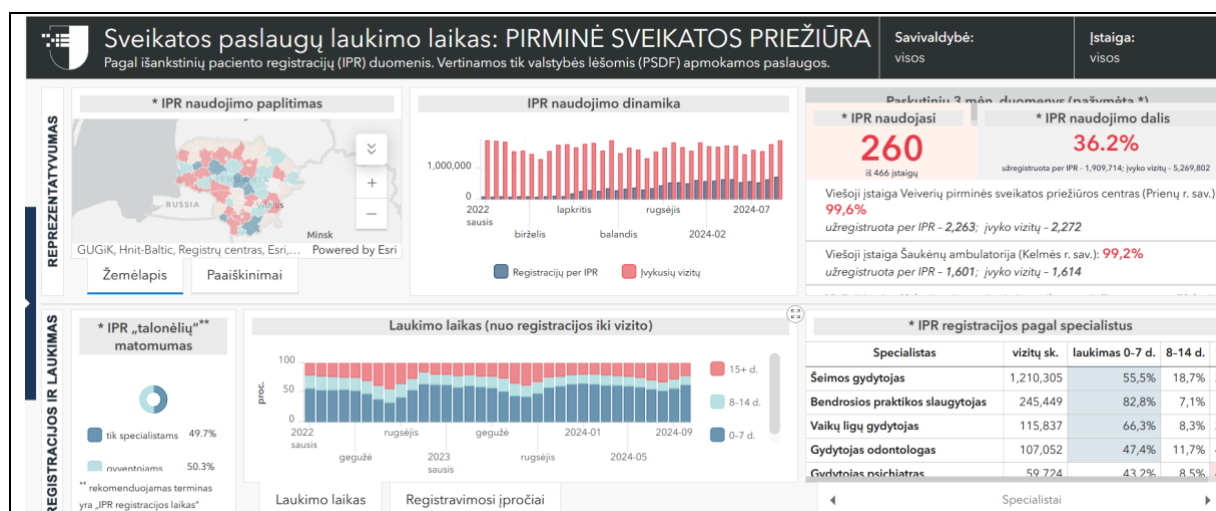 Sveikatos paslaugų laukimo laikas: PIRMINĖ SVEIKATOS PRIEŽIŪRA
Pagal išankstinių paciento registracijų (IPR) duomenis. Vertinamos tik valstybės lėšomis (PSDF) apmokamos paslaugos.
Savivaldybė:
visos
Įstaiga:
visos
REPREZENTATYVUMAS
* IPR naudojimo paplitimas
RUSSIA
Vilnius
Minsk
GUGiK, Hnit-Baltic, Registrų centras, Esri,... Powered by Esri
Žemėlapis
Paaiškinimai
IPR naudojimo dinamika
1,000,000
0
2022 lapkritis rugsėjis 2024-07
sausis
birželis balandis 2024-02
Registracijų per IPR
Įvykusių vizitų
Paskutinių 3 mėn. duomenys (pažymėta *)
* IPR naudojasi
260
iš 466 įstaigų
* IPR naudojimo dalis
36.2%
užregistruota per IPR - 1,909,714; įvyko vizitų - 5,269,802
Viešoji įstaiga Veiverių pirminės sveikatos priežiūros centras (Prienų r. sav.)
99,6%
užregistruota per IPR - 2,263; įvyko vizitų - 2,272
Viešoji įstaiga Šaukėnų ambulatorija (Kelmės r. sav.): 99,2%
užregistruota per IPR - 1,601; įvyko vizitų - 1,614
REGISTRACIJOS IR LAUKIMAS
* IPR „talonėlių"**
matomumas
tik specialistams 49.7%
gyventojams 50.3%
** rekomenduojamas terminas
yra „IPR registracijos laikas"
Laukimo laikas (nuo registracijos iki vizito)
proc.
100
50
0
2022 rugsėjis gegužė 2024-01 2024-09
sausis
gegužė 2023 rugsėjis 2024-05
sausis
15+ d.
8-14 d.
0-7 d.
Laukimo laikas
Registravimosi įpročiai
* IPR registracijos pagal specialistus
Specialistas vizitų sk. laukimas 0-7 d. 8-14 d.
Šeimos gydytojas 1,210,305 55,5% 18,7%
Bendrosios praktikos slaugytojas 245,449 82,8% 7,1%
Vaikų ligų gydytojas 115,837 66,3% 8,3%
Gydytojas odontologas 107,052 47,4% 11,7%
Gydytojas psichiatras 59,724 43,2% 8,5%
Specialistai